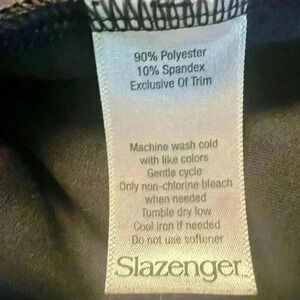 90% Polyester
10% Spandex
Exclusive Of Trim
Machine wash cold
with like colors
Gentle cycle
Only non-chlorine bleach
when needed
Tumble dry low
Cool iron if needed
Do not use softener
Slazenger